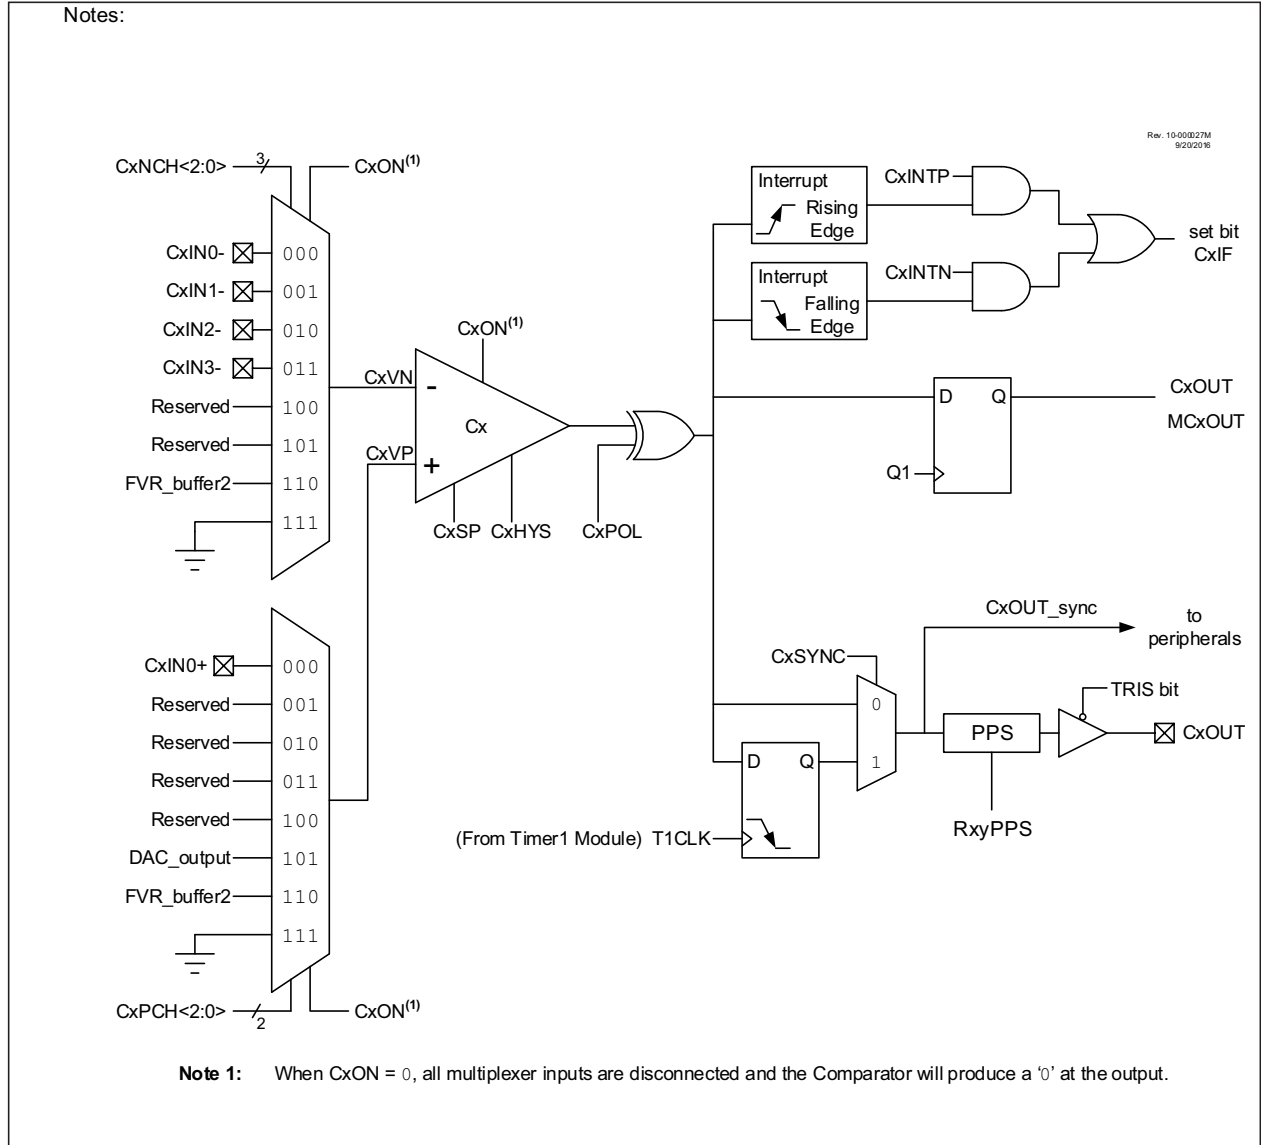 Notes:
Rev. 10-000027M
9/20/2016
CxNCH<2:0>
3
CxON(1)
CxIN0-
000
CxIN1-
001
CxIN2-
010
CxIN3-
011
Reserved
100
Reserved
101
FVR_buffer2
110
111
CxVN
CxVP
CxON(1)
-
Cx
+
CxSP
CxHYS
CxPOL
Interrupt
Rising
Edge
CxINTP
Interrupt
Falling
Edge
CxINTN
set bit
CxIF
D
Q
Q1
CxOUT
MCxOUT
CxIN0+
000
Reserved
001
Reserved
010
Reserved
011
Reserved
100
DAC_output
101
FVR_buffer2
110
111
CxPCH<2:0>
2
CxON(1)
CxOUT_sync
to
peripherals
CxSYNC
0
1
TRIS bit
PPS
CxOUT
RxyPPS
D
Q
(From Timer1 Module) T1CLK
Note 1: When CxON = 0, all multiplexer inputs are disconnected and the Comparator will produce a ‘0’ at the output.